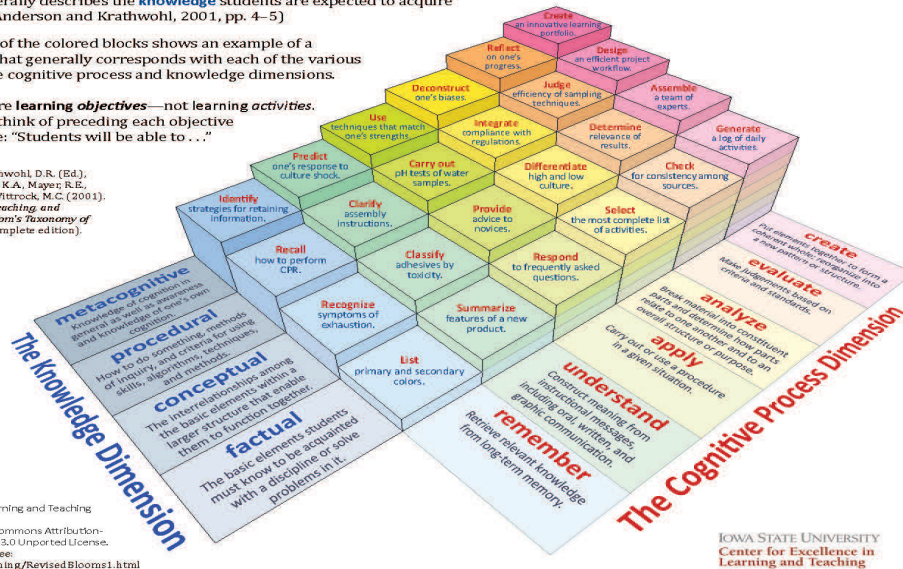 erally describes the knowledge students are expected to acquire
Anderson and Krathwohl, 2001, pp. 4–5)
of the colored blocks shows an example of a
hat generally corresponds with each of the various
e cognitive process and knowledge dimensions.
re learning objectives—not learning activities.
think of preceding each objective
e: “Students will be able to . . .”
hwohl, D.R. (Ed.),
K.A., Mayer, R.E.,
Wittrock, M.C. (2001).
eaching, and
om's Taxonomy of
mplete edition).
Create
an innovative learning
portfolio.
Reflect
on one's
progress.
Design
an efficient project
workflow.
Deconstruct
one's biases.
Judge
efficiency of sampling
techniques.
Assemble
a team of
experts.
Use
techniques that match
one's strengths.
Integrate
compliance with
regulations.
Determine
relevance of
results.
Generate
a log of daily
activities.
Predict
one's response to
culture shock.
Carry out
pH tests of water
samples.
Differentiate
high and low
culture.
Check
for consistency among
sources.
Identify
strategies for retaining
information.
Clarify
assembly
instructions.
Provide
advice to
novices.
Select
the most complete list
of activities.
Recall
how to perform
CPR.
Classify
adhesives by
toxicity.
Respond
to frequently asked
questions.
Recognize
symptoms of
exhaustion.
Summarize
features of a new
product.
List
primary and secondary
colors.
The Knowledge Dimension
metacognitive
Knowledge of cognition in
general as well as awareness
and knowledge of one's own
cognition.
procedural
How to do something, methods
of inquiry, and criteria for using
skills, algorithms, techniques,
and methods.
conceptual
The interrelationships among
the basic elements within a
larger structure that enable
them to function together.
factual
The basic elements students
must know to be acquainted
with a discipline or solve
problems in it.
The Cognitive Process Dimension
create
Put elements together to form a
coherent whole; reorganize into
a new pattern or structure.
evaluate
Make judgements based on
criteria and standards.
analyze
Break material into constituent
parts and determine how parts
relate to one another and to an
overall structure or purpose.
apply
Carry out or use a procedure
in a given situation.
understand
Construct meaning from
instructional messages,
including oral, written, and
graphic communication.
remember
Retrieve relevant knowledge
from long-term memory.
rning and Teaching
ommons Attribution-
3.0 Unported License.
ee:
hing/RevisedBlooms1.html
IOWA STATE UNIVERSITY
Center for Excellence in
Learning and Teaching